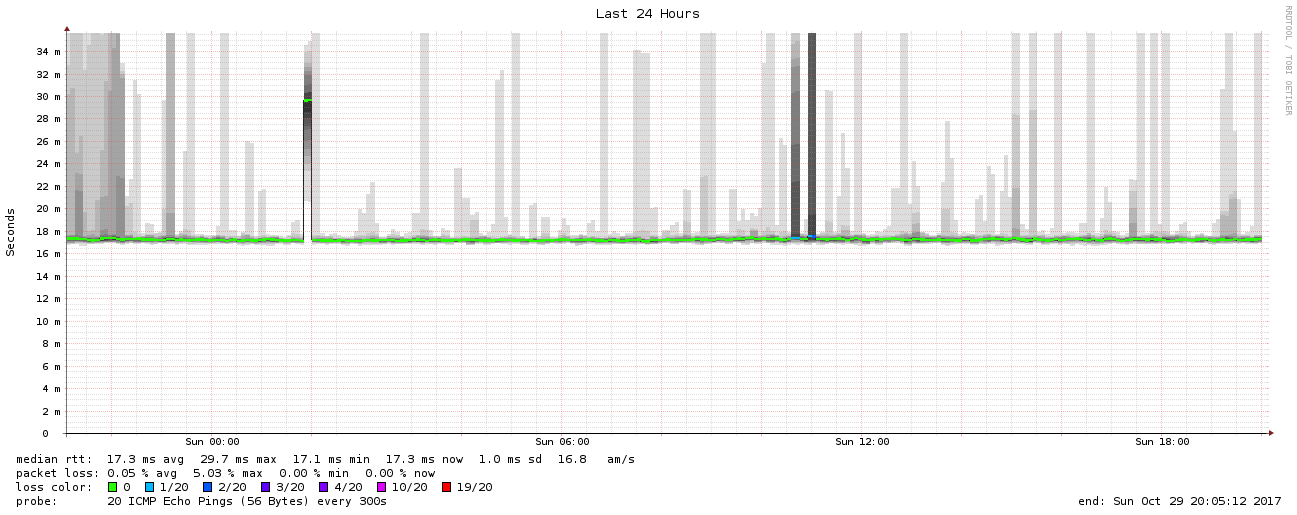 Last 24 Hours
RRDTOOL / TOBI OETIKER
Seconds
34 m
32 m
30 m
28 m
26 m
24 m
22 m
20 m
18 m
16 m
14 m
12 m
10 m
8 m
6 m
4 m
2 m
0
Sun 00:00 Sun 06:00 Sun 12:00 Sun 18:00
median rtt: 17.3 ms avg 29.7 ms max 17.1 ms min 17.3 ms now 1.0 ms sd 16.8 am/s
packet loss: 0.05 % avg 5.03 % max 0.00 % min 0.00 % now
loss color: 0 1/20 2/20 3/20 4/20 10/20 19/20
probe: 20 ICMP Echo Pings (56 Bytes) every 300s end: Sun Oct 29 20:05:12 2017